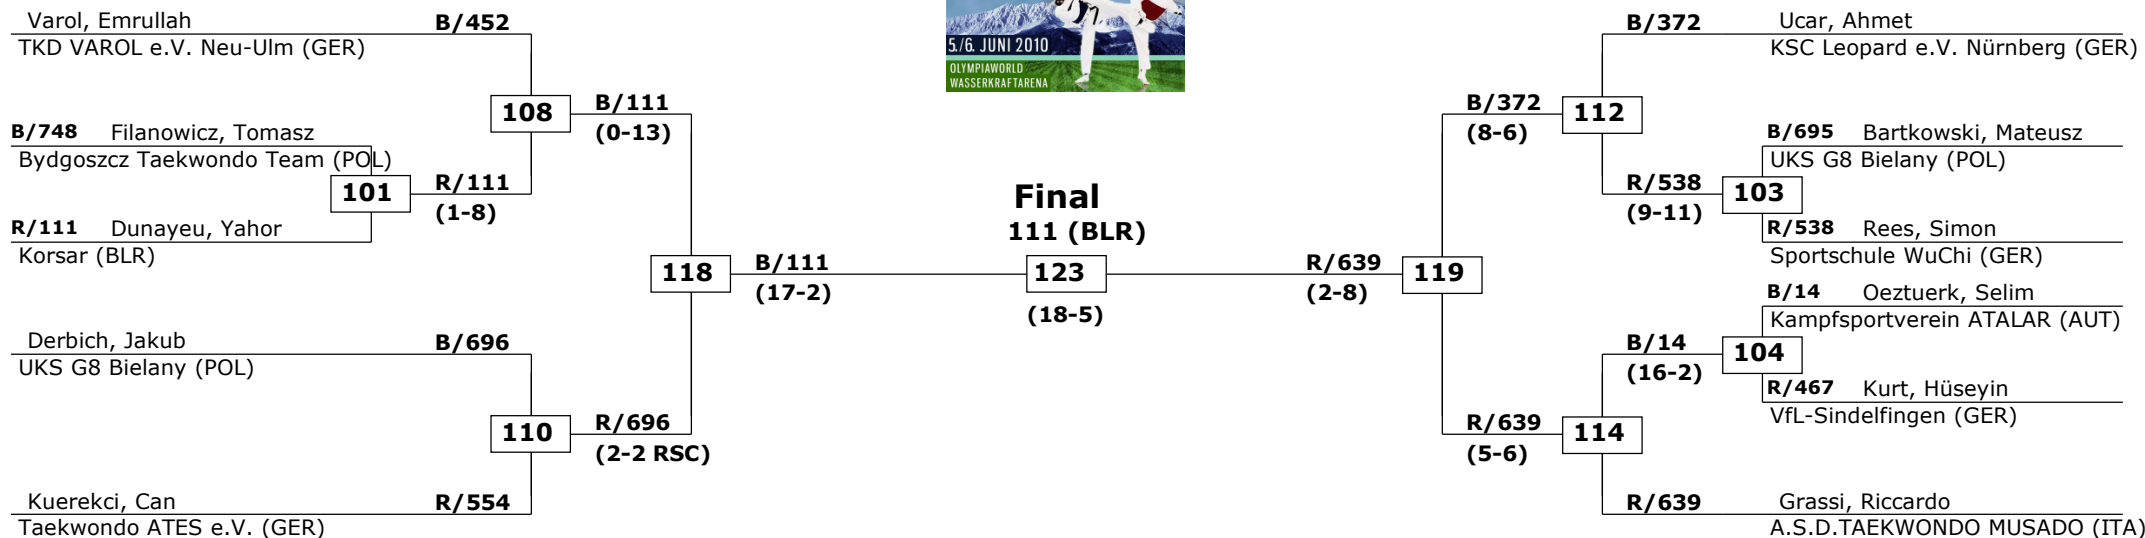 Varol, Emrullah B/452
TKD VAROL e.V. Neu-Ulm (GER)
108
B/111
(0-13)
B/748 Filanowicz, Tomasz
Bydgoszcz Taekwondo Team (POL)
101
R/111
(1-8)
R/111 Dunayeu, Yahor
Korsar (BLR)
118
B/111
(17-2)
Derbich, Jakub B/696
UKS G8 Bielany (POL)
110
R/696
(2-2 RSC)
Kuerekci, Can R/554
Taekwondo ATES e.V. (GER)
5./6. JUNI 2010
OLYMPIAWORLD
WASSERKRAFTARENA
Final
111 (BLR)
123
(18-5)
B/372 Ucar, Ahmet
KSC Leopard e.V. Nürnberg (GER)
B/372
(8-6)
112
B/695 Bartkowski, Mateusz
UKS G8 Bielany (POL)
R/538
(9-11)
103
R/538 Rees, Simon
Sportschule WuChi (GER)
R/639
(2-8)
119
B/14 Oeztuerk, Selim
Kampfsportverein ATALAR (AUT)
B/14
(16-2)
104
R/467 Kurt, Hüseyin
VfL-Sindelfingen (GER)
R/639
(5-6)
114
R/639 Grassi, Riccardo
A.S.D.TAEKWONDO MUSADO (ITA)